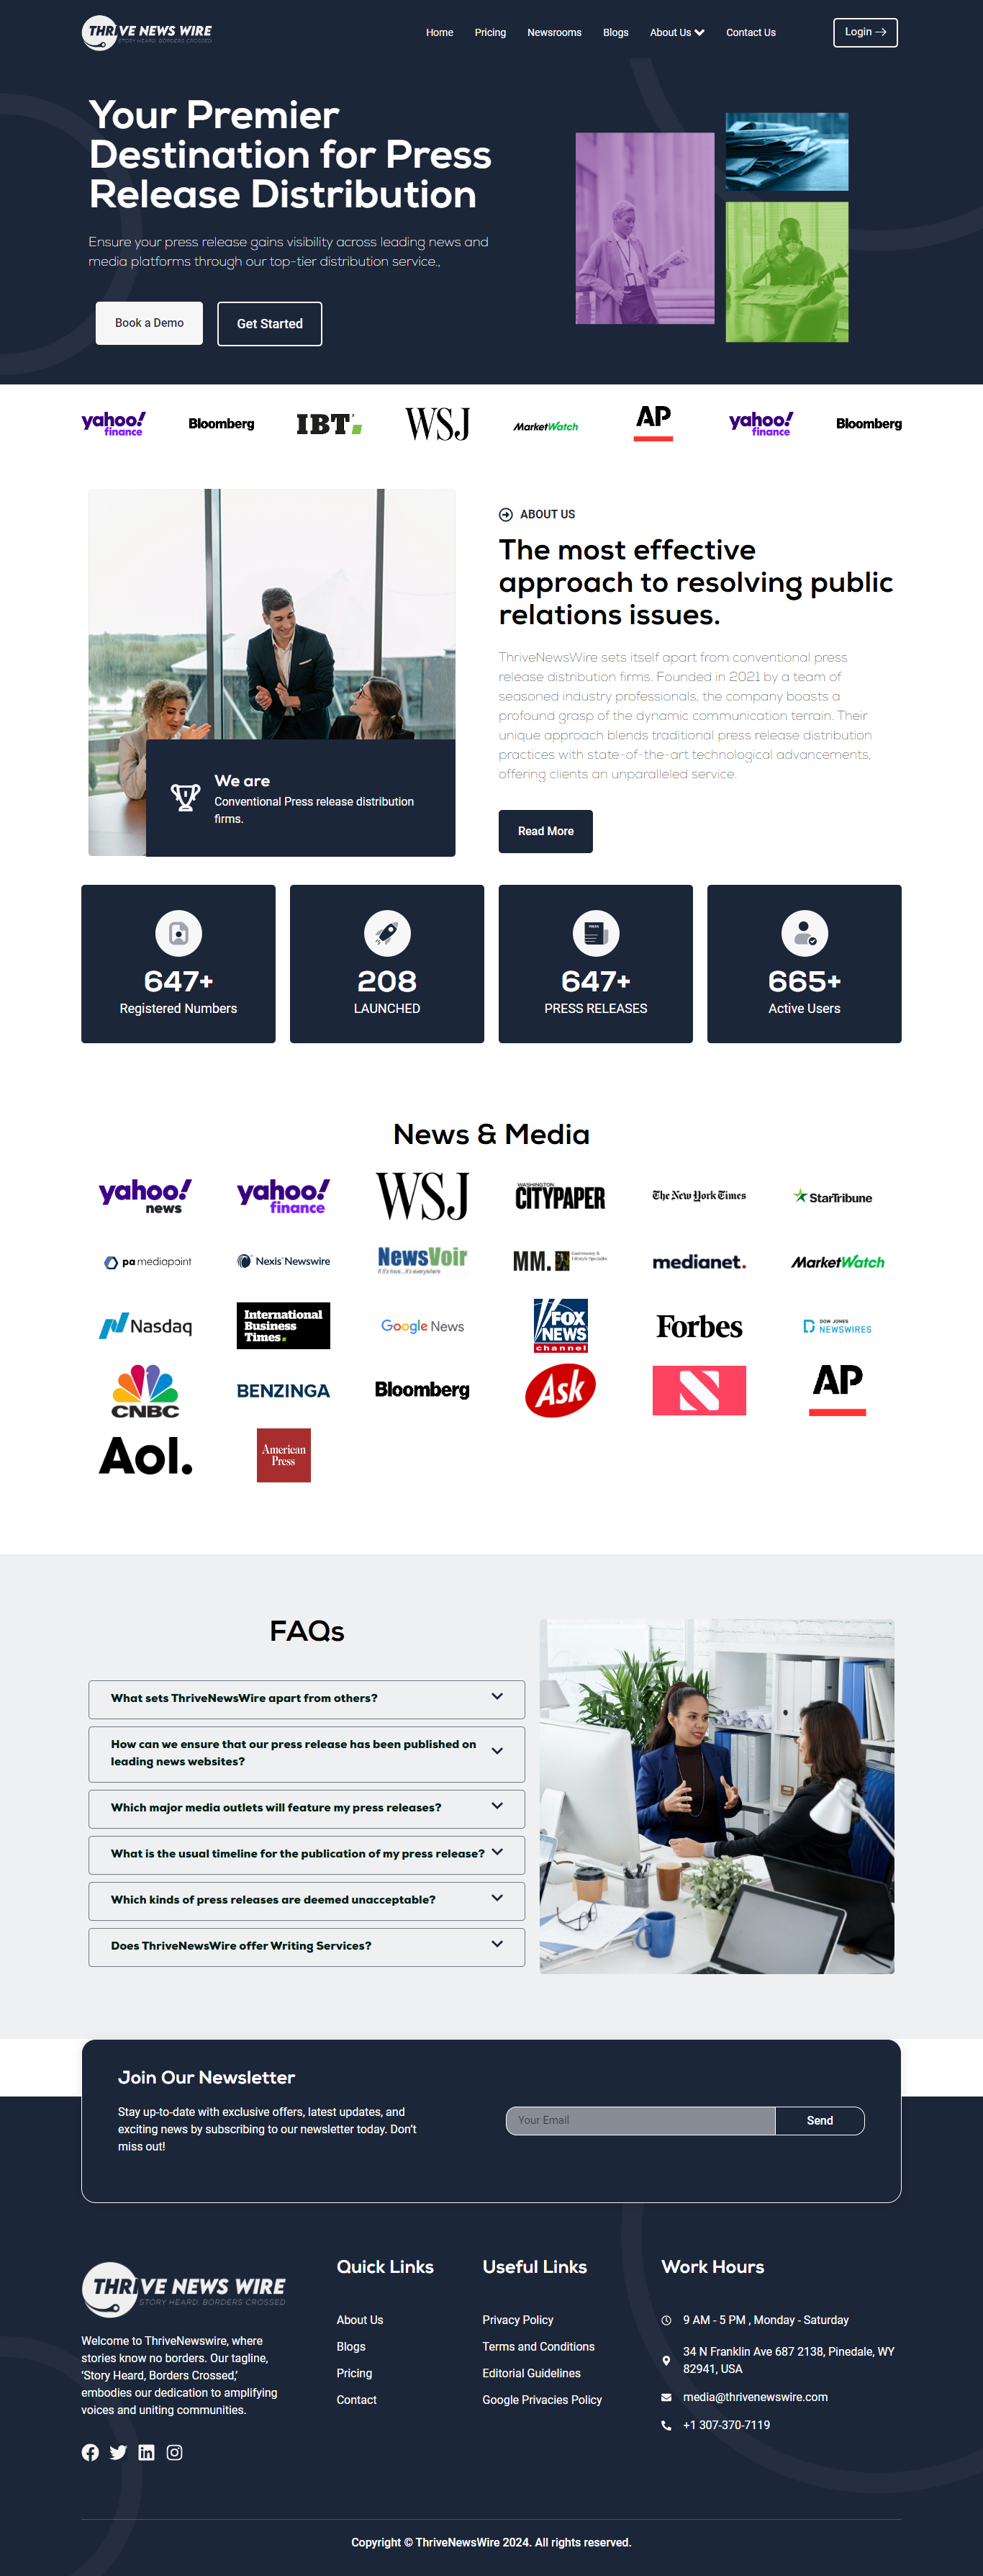 THRIVE NEWS WIRE
STORY HEARD, BORDERS CROSSED
Home
Pricing
Newsrooms
Blogs
About Us
Contact Us
Login
Your Premier
Destination for Press
Release Distribution
Ensure your press release gains visibility across leading news and
media platforms through our top-tier distribution service.,
Book a Demo
Get Started
yahoo!
finance
Bloomberg
IBT
WSJ
MarketWatch
AP
yahoo!
finance
Bloomberg
ABOUT US
The most effective
approach to resolving public
relations issues.
ThriveNewsWire sets itself apart from conventional press
release distribution firms. Founded in 2021 by a team of
seasoned industry professionals, the company boasts a
profound grasp of the dynamic communication terrain. Their
unique approach blends traditional press release distribution
practices with state-of-the-art technological advancements,
offering clients an unparalleled service.
Read More
We are
Conventional Press release distribution
firms.
647+
Registered Numbers
208
LAUNCHED
PRESS
647+
PRESS RELEASES
665+
Active Users
News & Media
yahoo!
news
yahoo!
finance
WSJ
WASHINGTON
CITYPAPER
The New York Times
StarTribune
pa mediapoint
Nexis Newswire
NewsVoir
If it's here...it's everywhere
MM.
medianet.
MarketWatch
Nasdaq
International
Business
Times
Google News
FOX
NEWS
channel
Forbes
DOW JONES
NEWSWIRES
CNBC
BENZINGA
Bloomberg
Ask
AP
Aol.
American
Press
FAQs
What sets ThriveNewsWire apart from others?
How can we ensure that our press release has been published on
leading news websites?
Which major media outlets will feature my press releases?
What is the usual timeline for the publication of my press release?
Which kinds of press releases are deemed unacceptable?
Does ThriveNewsWire offer Writing Services?
Join Our Newsletter
Stay up-to-date with exclusive offers, latest updates, and
exciting news by subscribing to our newsletter today. Don't
miss out!
Your Email
Send
THRIVE NEWS WIRE
STORY HEARD, BORDERS CROSSED
Welcome to ThriveNewswire, where
stories know no borders. Our tagline,
‘Story Heard, Borders Crossed,’
embodies our dedication to amplifying
voices and uniting communities.
Quick Links
About Us
Blogs
Pricing
Contact
Useful Links
Privacy Policy
Terms and Conditions
Editorial Guidelines
Google Privacies Policy
Work Hours
9 AM - 5 PM , Monday - Saturday
34 N Franklin Ave 687 2138, Pinedale, WY
82941, USA
media@thrivenewswire.com
+1 307-370-7119
Copyright © ThriveNewsWire 2024. All rights reserved.